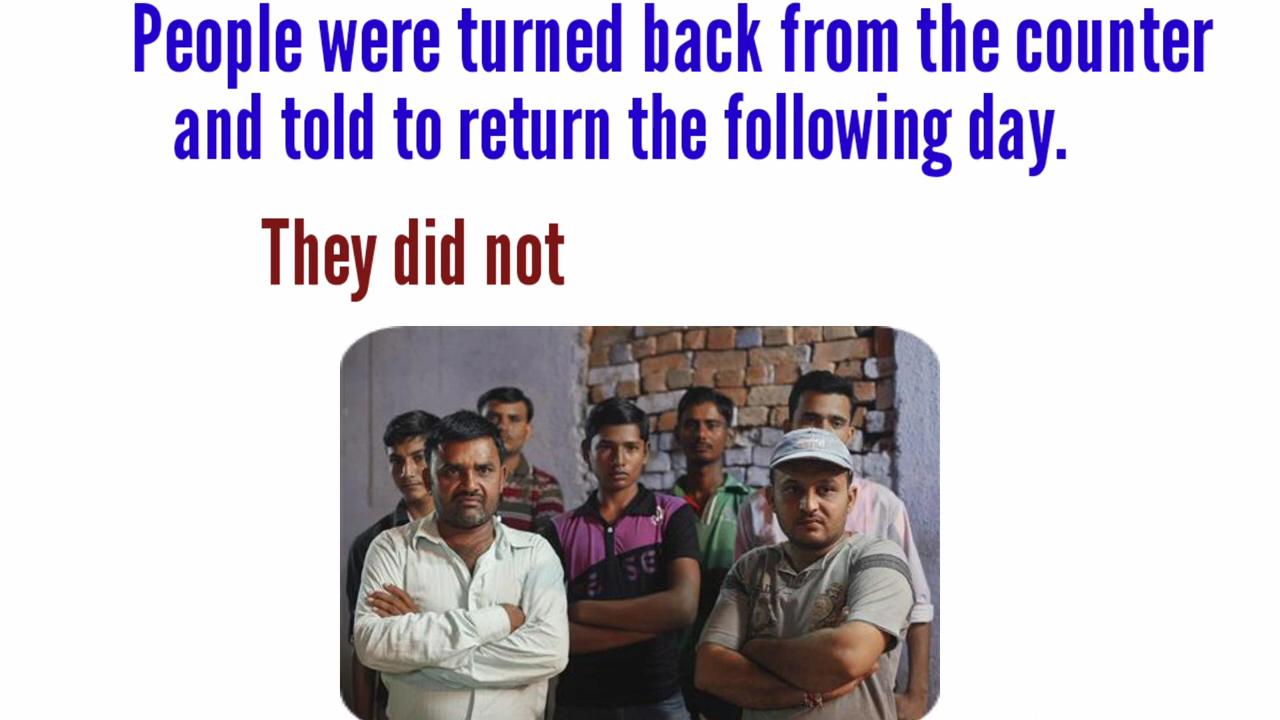 People were turned back from the counter
and told to return the following day.
They did not